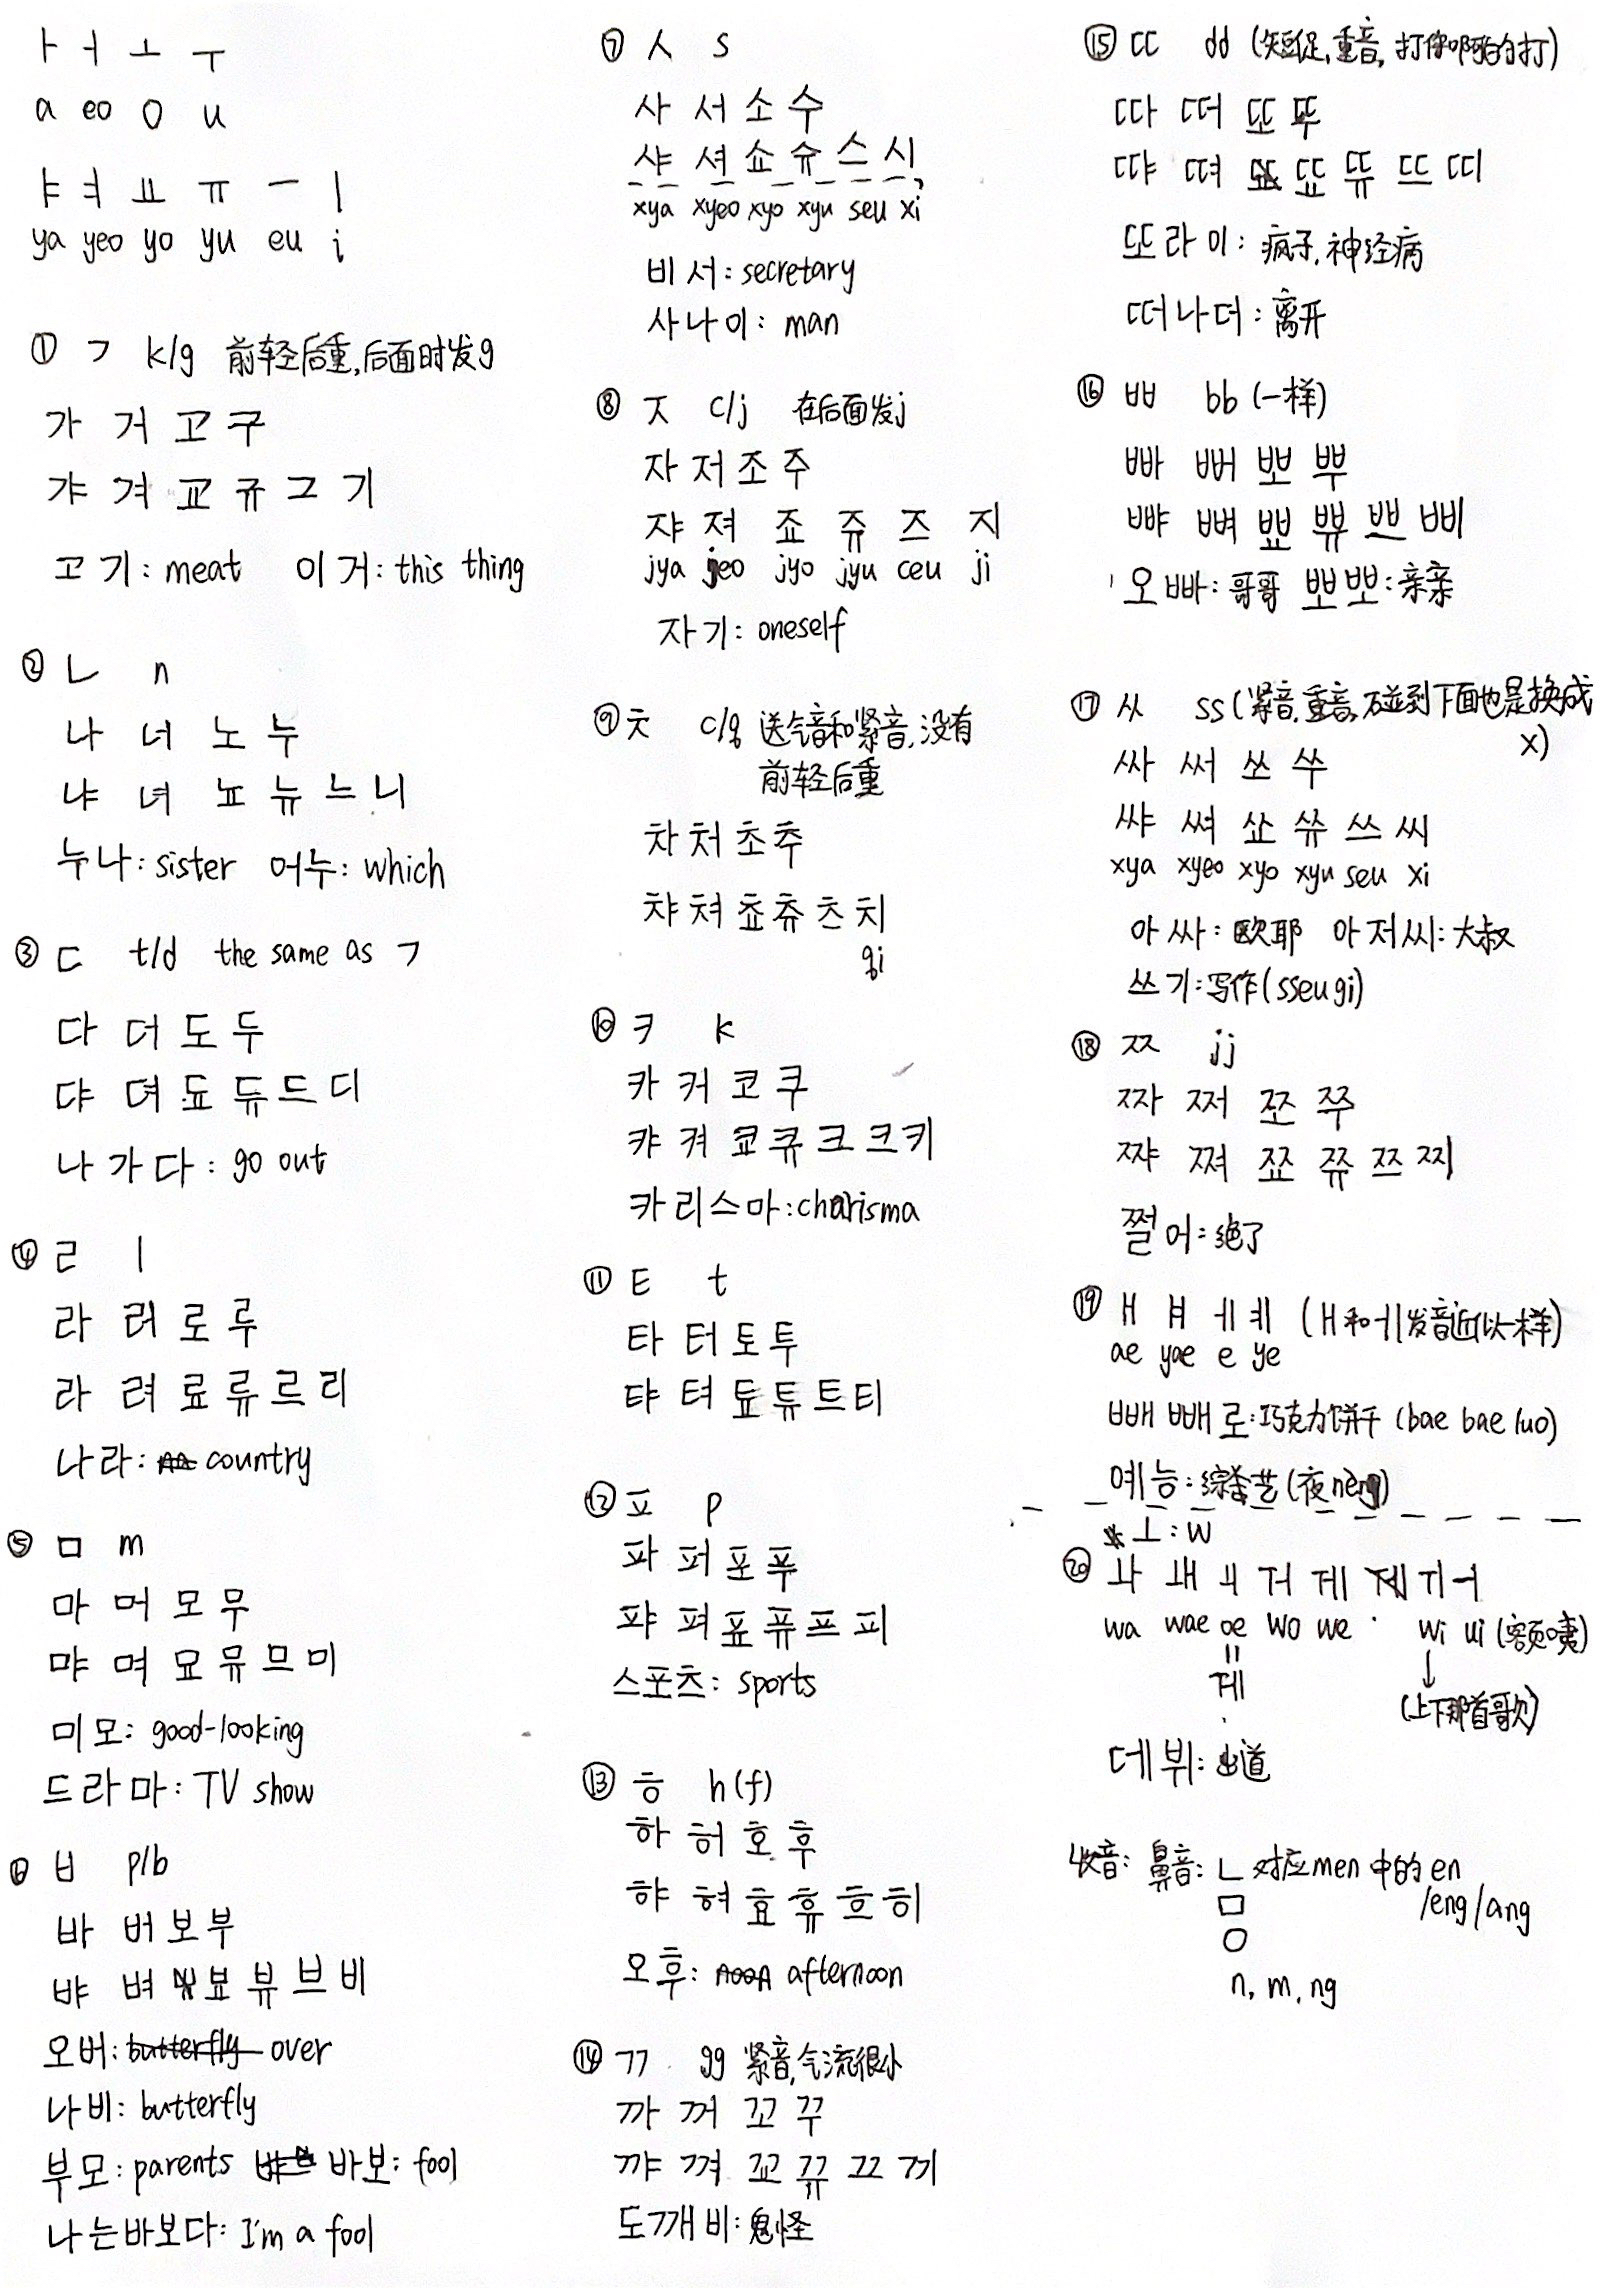 ㅏ ㅓ ㅗ ㅜ
a eo o u
ㅑ ㅕ ㅛ ㅠ ㅡ ㅣ
ya yeo yo yu eu i
① ㄱ k/g 前轻后重,后面时发g
가 거 고 구
갸 겨 교 규 그 기
고기: meat 이거: this thing
② ㄴ n
나 너 노 누
냐 녀 뇨 뉴 느 니
누나: sister 어누: which
③ ㄷ t/d the same as ㄱ
다 더 도 두
댜 뎌 됴 듀 드 디
나가다: go out
④ ㄹ l
라 러 로 루
랴 려 료 류 르 리
나라: country
⑤ ㅁ m
마 머 모 무
먀 며 묘 뮤 므 미
미모: good-looking
드라마: TV show
⑥ ㅂ p/b
바 버 보 부
뱌 벼 뵤 뷰 브 비
오버: butterfly over
나비: butterfly
부모: parents 바보: fool
나는바보다: I'm a fool
⑦ ㅅ s
사 서 소 수
샤 셔 쇼 슈 스 시
xya xyeo xyo xyu seu xi
비서: secretary
사나이: man
⑧ ㅈ c/j 在后面发j
자 저 조 주
쟈 져 죠 쥬 즈 지
jya jeo jyo jyu ceu ji
자기: oneself
⑨ ㅊ c/q 送气音和紧音,没有
前轻后重
차 처 초 추
챠 쳐 쵸 츄 츠 치
qi
⑩ ㅋ k
카 커 코 쿠
캬 켜 쿄 큐 크 크 키
카리스마: charisma
⑪ ㅌ t
타 터 토 투
탸 텨 툐 튜 트 티
⑫ ㅍ p
파 퍼 포 푸
퍄 펴 표 퓨 프 피
스포츠: sports
⑬ ㅎ h(f)
하 허 호 후
햐 혀 효 휴 흐 히
오후: afternoon
⑭ ㄲ gg 紧音,气流很小
까 꺼 꼬 꾸
꺄 껴 꼬 뀨 끄 끼
도깨비: 鬼怪
⑮ ㄸ dd (短促,重音,打你啊的打)
따 떠 또 뚜
땨 뗘 뚀 뜌 뜨 띠
또라이: 疯子,神经病
떠나더: 离开
⑯ ㅃ bb (一样)
빠 뻐 뽀 뿌
뺘 뼈 뾰 쀼 쁘 삐
오빠: 哥哥 뽀뽀: 亲亲
⑰ ㅆ ss (紧音,重音,碰到下面也是换成
x)
싸 써 쏘 쑤
쌰 쎠 쑈 쓔 쓰 씨
xya xyeo xyo xyu seu xi
아싸: 欧耶 아저씨: 大叔
쓰기: 写作(sseu gi)
⑱ ㅉ jj
짜 쩌 쪼 쭈
쨔 쪄 쬬 쮸 쯔 찌
쩔어: 绝了
⑲ ㅐ ㅒ ㅔ ㅖ (ㅐ和ㅔ发音近似一样)
ae yae e ye
빼빼로: 巧克力饼干 (bae bae luo)
예능: 综艺 (夜neng)
ㅗ: w
⑳ ㅘ ㅙ ㅚ ㅝ ㅞ ㅟ ㅢ
wa wae oe wo we wi ui (额咦)
=
ㅞ
↓
(上下那首歌)
데뷔: 出道
收音: 鼻音: ㄴ 对应men中的en
ㅁ /eng/ang
ㅇ
n, m, ng